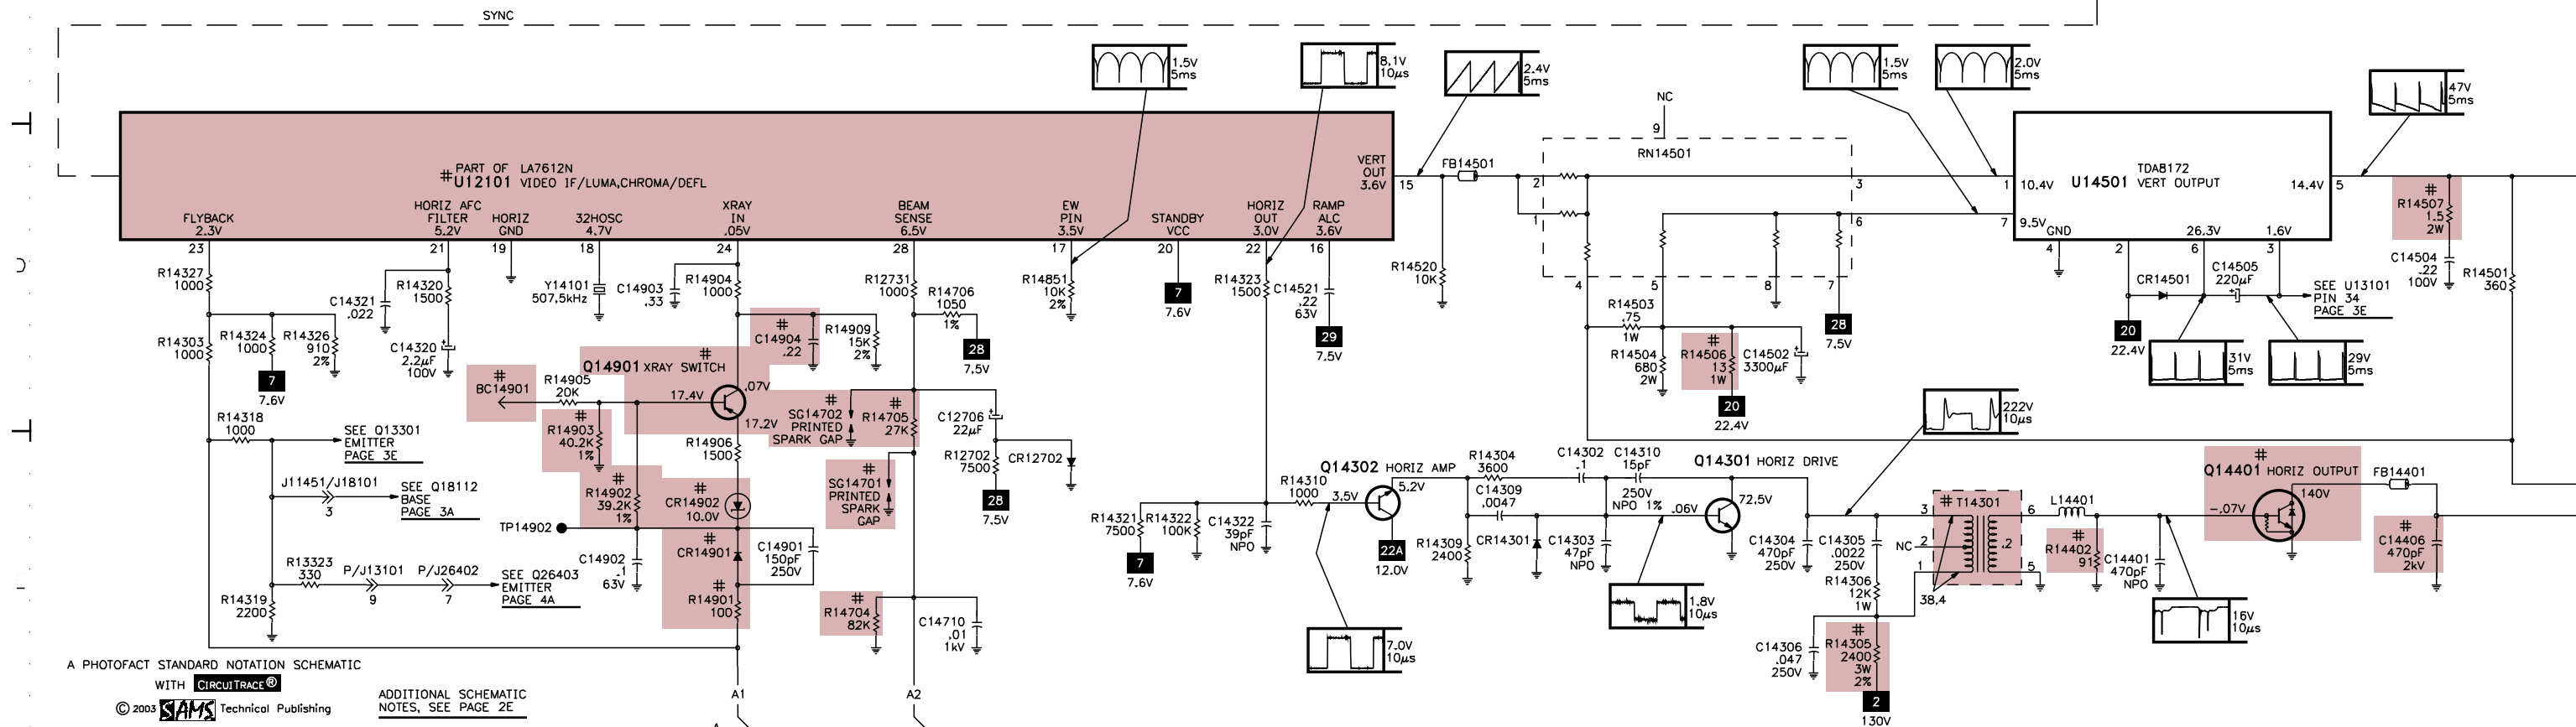 SYNC
1.5V
5ms
8.1V
10µs
2.4V
5ms
1.5V
5ms
2.0V
5ms
47V
5ms
NC
9
RN14501
#
PART OF LA7612N
U12101 VIDEO IF/LUMA,CHROMA/DEFL
VERT
OUT
3.6V
15
FB14501
2
1
3
6
1
7
10.4V
9.5V
TDA8172
U14501 VERT OUTPUT
14.4V
5
#
R14507
1.5
2W
FLYBACK
2.3V
23
HORIZ AFC
FILTER
5.2V
21
HORIZ
GND
19
32HOSC
4.7V
18
XRAY
IN
.05V
24
BEAM
SENSE
6.5V
28
EW
PIN
3.5V
17
STANDBY
VCC
20
HORIZ
OUT
3.0V
22
RAMP
ALC
3.6V
16
GND
4
2
26.3V
6
1.6V
3
R14327
1000
C14321
.022
R14320
1500
Y14101
507.5kHz
C14903
.33
R14904
1000
R12731
1000
R14706
1050
1%
28
7.5V
R14851
10K
2%
7
7.6V
R14323
1500
C14521
.22
63V
29
7.5V
R14520
10K
4
5
8
7
28
7.5V
CR14501
C14505
220µF
SEE U13101
PIN 34
PAGE 3E
20
22.4V
31V
5ms
29V
5ms
C14504
.22
100V
R14501
360
R14303
1000
R14324
1000
R14326
910
2%
7
7.6V
C14320
2.2µF
100V
#
C14904
.22
R14909
15K
2%
R14503
.75
1W
R14504
680
2W
#
R14506
13
1W
20
22.4V
C14502
3300µF
#
Q14901 XRAY SWITCH
#
BC14901
R14905
20K
17.4V
.07V
17.2V
#
SG14702
PRINTED
SPARK GAP
#
R14705
27K
C12706
22µF
R12702
7500
28
7.5V
CR12702
222V
10µs
R14318
1000
SEE Q13301
EMITTER
PAGE 3E
#
R14903
40.2K
1%
R14906
1500
J11451/J18101
3
SEE Q18112
BASE
PAGE 3A
#
R14902
39.2K
1%
#
CR14902
10.0V
#
SG14701
PRINTED
SPARK
GAP
TP14902
Q14302 HORIZ AMP
R14310
1000
3.5V
5.2V
22A
12.0V
R14304
3600
C14309
.0047
C14302
.1
C14310
15pF
250V
NPO 1%
Q14301 HORIZ DRIVE
.06V
72.5V
#
Q14401 HORIZ OUTPUT
140V
-.07V
FB14401
R14321
7500
7
7.6V
R14322
100K
C14322
39pF
NPO
R14309
2400
CR14301
C14303
47pF
NPO
C14304
470pF
250V
C14305
.0022
250V
R14306
12K
1W
# T14301
3
NC
2
1
.2
6
5
38.4
L14401
#
R14402
91
C14401
470pF
NPO
#
C14406
470pF
2kV
R13323
330
P/J13101
9
P/J26402
7
SEE Q26403
EMITTER
PAGE 4A
C14902
.1
63V
#
CR14901
C14901
150pF
250V
#
R14901
100
R14319
2200
#
R14704
82K
C14710
.01
1kV
7.0V
10µs
1.8V
10µs
16V
10µs
C14306
.047
250V
#
R14305
2400
3W
2%
2
130V
A PHOTOFACT STANDARD NOTATION SCHEMATIC
WITH CIRCUITRACE®
© 2003 SAMS Technical Publishing
ADDITIONAL SCHEMATIC
NOTES, SEE PAGE 2E
A1
A2